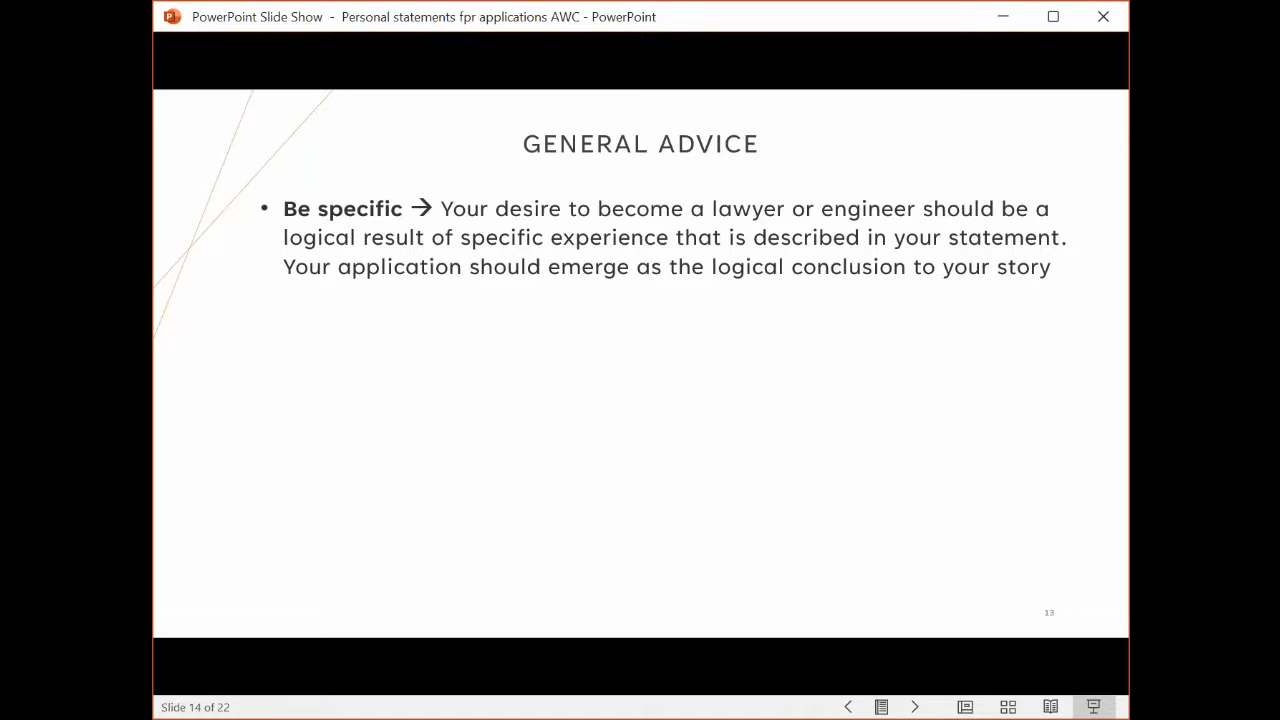 PowerPoint Slide Show - Personal statements fpr applications AWC - PowerPoint
GENERAL ADVICE
• Be specific → Your desire to become a lawyer or engineer should be a
logical result of specific experience that is described in your statement.
Your application should emerge as the logical conclusion to your story
13
Slide 14 of 22